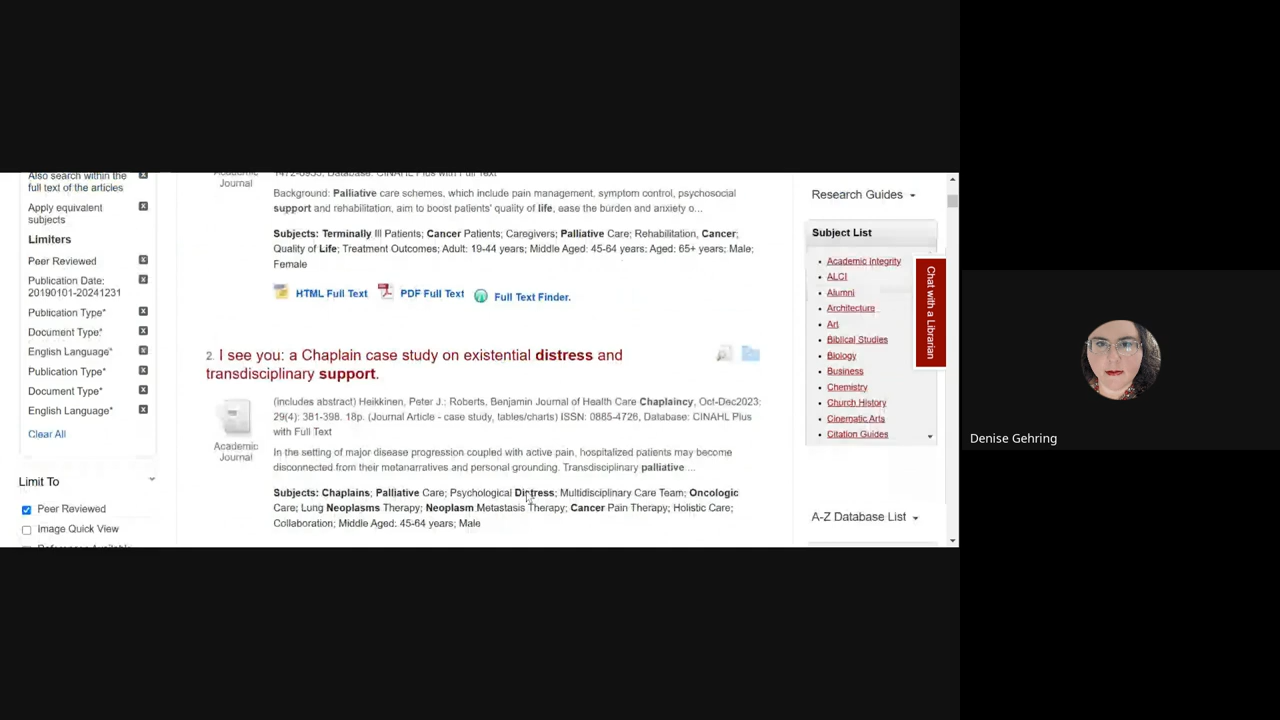 Also search within the
full text of the articles
Apply equivalent
subjects
Limiters
Peer Reviewed
Publication Date:
20190101-20241231
Publication Type*
Document Type*
English Language*
Publication Type*
Document Type*
English Language*
Clear All
Limit To
Peer Reviewed
Image Quick View
References Available
Academic
Journal
1472-6955, Database: CINAHL Plus with Full Text
Background: Palliative care schemes, which include pain management, symptom control, psychosocial
support and rehabilitation, aim to boost patients' quality of life, ease the burden and anxiety o...
Subjects: Terminally Ill Patients; Cancer Patients; Caregivers; Palliative Care; Rehabilitation, Cancer;
Quality of Life; Treatment Outcomes; Adult: 19-44 years; Middle Aged: 45-64 years; Aged: 65+ years; Male;
Female
HTML Full Text PDF Full Text Full Text Finder.
2. I see you: a Chaplain case study on existential distress and
transdisciplinary support.
Academic
Journal
(includes abstract) Heikkinen, Peter J.; Roberts, Benjamin Journal of Health Care Chaplaincy, Oct-Dec2023;
29(4): 381-398. 18p. (Journal Article - case study, tables/charts) ISSN: 0885-4726, Database: CINAHL Plus
with Full Text
In the setting of major disease progression coupled with active pain, hospitalized patients may become
disconnected from their metanarratives and personal grounding. Transdisciplinary palliative ...
Subjects: Chaplains; Palliative Care; Psychological Distress; Multidisciplinary Care Team; Oncologic
Care; Lung Neoplasms Therapy; Neoplasm Metastasis Therapy; Cancer Pain Therapy; Holistic Care;
Collaboration; Middle Aged: 45-64 years; Male
Research Guides
Subject List
Academic Integrity
ALCI
Alumni
Architecture
Art
Biblical Studies
Biology
Business
Chemistry
Church History
Cinematic Arts
Citation Guides
A-Z Database List
Chat with a Librarian
Denise Gehring